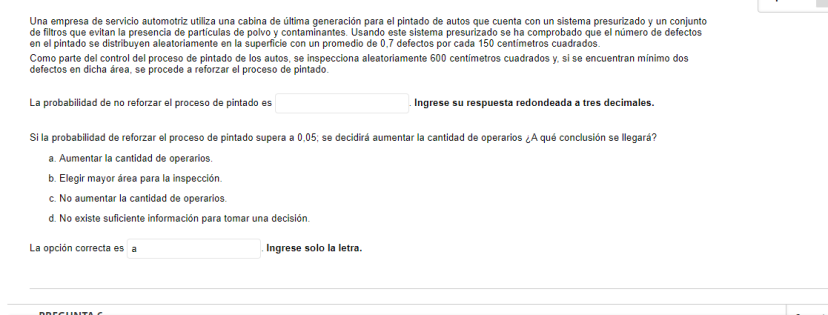 Una empresa de servicio automotriz utiliza una cabina de última generación para el pintado de autos que cuenta con un sistema presurizado y un conjunto
de filtros que evitan la presencia de partículas de polvo y contaminantes. Usando este sistema presurizado se ha comprobado que el número de defectos
en el pintado se distribuyen aleatoriamente en la superficie con un promedio de 0,7 defectos por cada 150 centímetros cuadrados.
Como parte del control del proceso de pintado de los autos, se inspecciona aleatoriamente 600 centímetros cuadrados y, si se encuentran mínimo dos
defectos en dicha área, se procede a reforzar el proceso de pintado.
La probabilidad de no reforzar el proceso de pintado es . Ingrese su respuesta redondeada a tres decimales.
Si la probabilidad de reforzar el proceso de pintado supera a 0,05; se decidirá aumentar la cantidad de operarios ¿A qué conclusión se llegará?
a. Aumentar la cantidad de operarios.
b. Elegir mayor área para la inspección.
c. No aumentar la cantidad de operarios.
d. No existe suficiente información para tomar una decisión.
La opción correcta es a . Ingrese solo la letra.